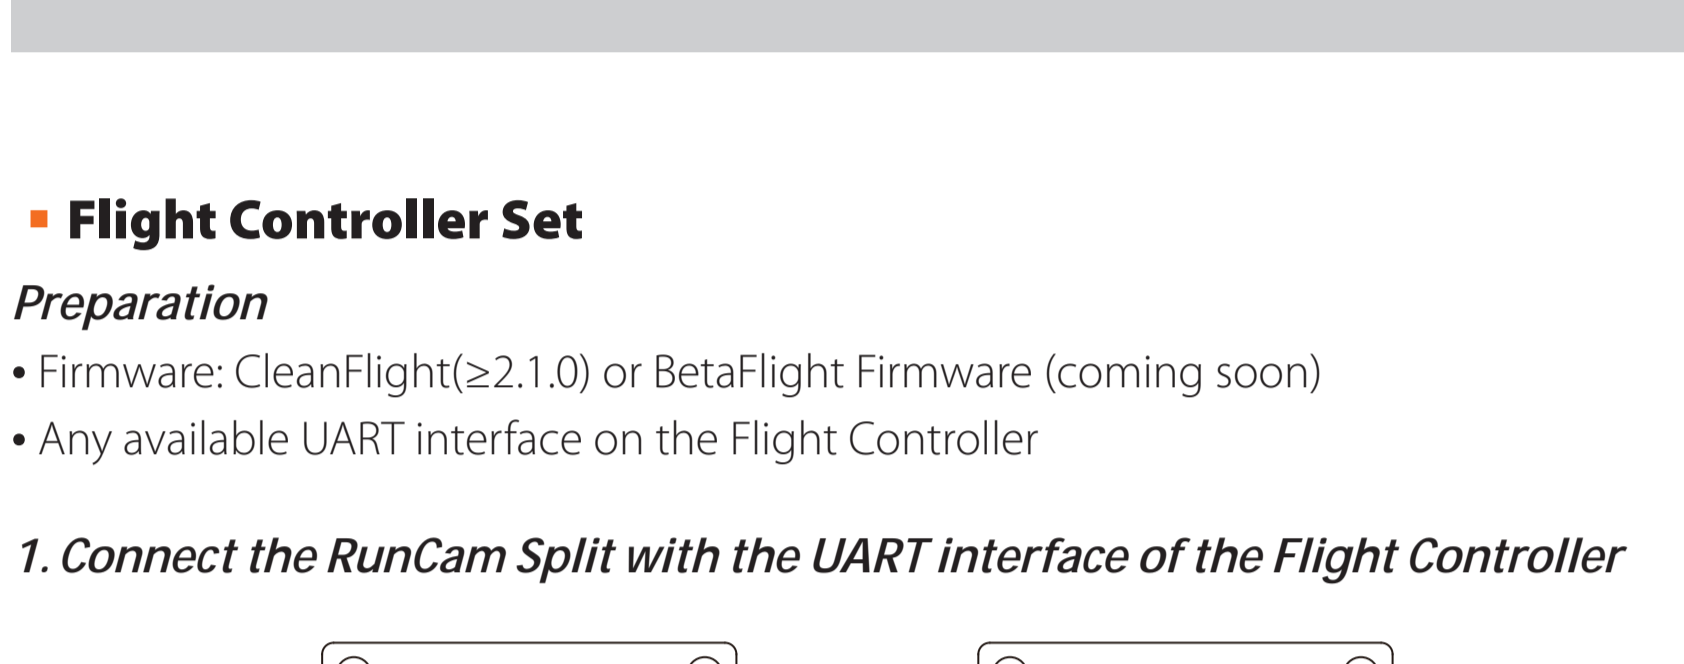 Flight Controller Set
Preparation
• Firmware: CleanFlight(≥2.1.0) or BetaFlight Firmware (coming soon)
• Any available UART interface on the Flight Controller
1. Connect the RunCam Split with the UART interface of the Flight Controller